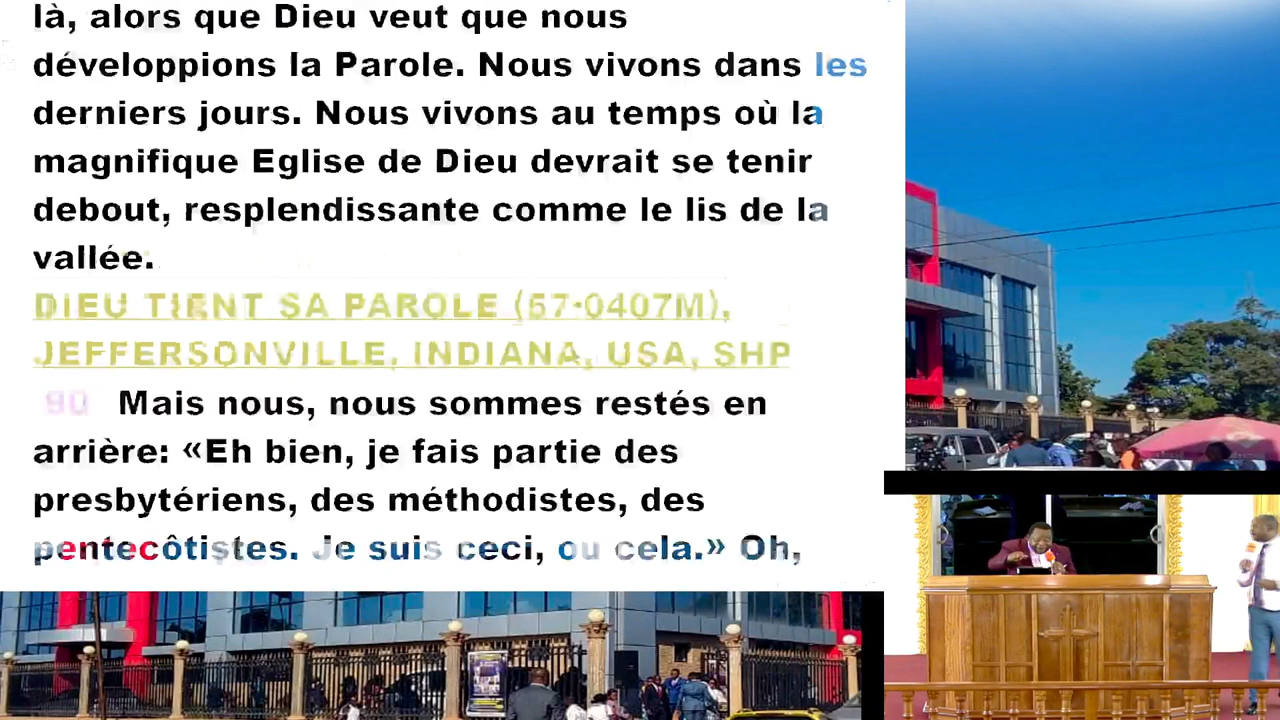 là, alors que Dieu veut que nous
développions la Parole. Nous vivons dans les
derniers jours. Nous vivons au temps où la
magnifique Eglise de Dieu devrait se tenir
debout, resplendissante comme le lis de la
vallée.
DIEU TIENT SA PAROLE (57-0407M),
JEFFERSONVILLE, INDIANA, USA, SHP
90 Mais nous, nous sommes restés en
arrière: «Eh bien, je fais partie des
presbytériens, des méthodistes, des
pentecôtistes. Je suis ceci, ou cela.» Oh,